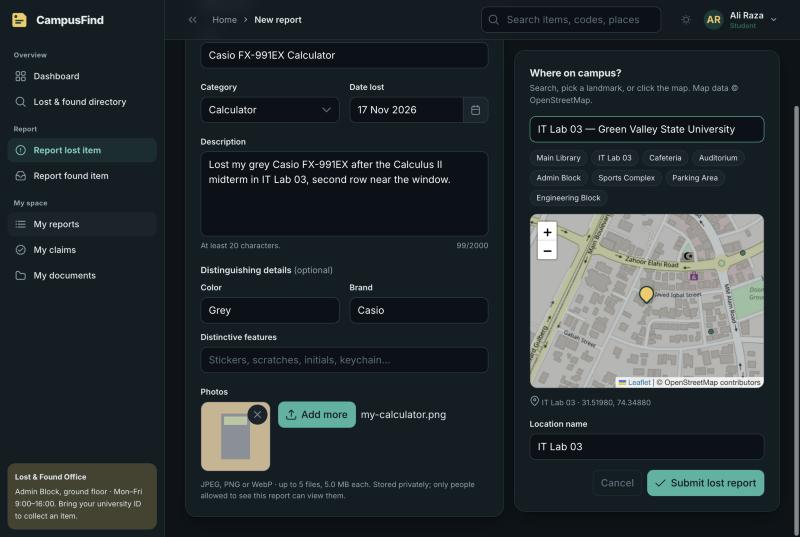 CampusFind
Home > New report
Search items, codes, places
AR
Ali Raza
Student
Overview
Dashboard
Lost & found directory
Report
Report lost item
Report found item
My space
My reports
My claims
My documents
Lost & Found Office
Admin Block, ground floor · Mon–Fri
9:00–16:00. Bring your university ID
to collect an item.
Casio FX-991EX Calculator
Category
Date lost
Calculator
17 Nov 2026
Description
Lost my grey Casio FX-991EX after the Calculus II
midterm in IT Lab 03, second row near the window.
At least 20 characters.
99/2000
Distinguishing details (optional)
Color
Brand
Grey
Casio
Distinctive features
Stickers, scratches, initials, keychain...
Photos
Add more
my-calculator.png
JPEG, PNG or WebP · up to 5 files, 5.0 MB each. Stored privately; only people
allowed to see this report can view them.
Where on campus?
Search, pick a landmark, or click the map. Map data ©
OpenStreetMap.
IT Lab 03 — Green Valley State University
Main Library
IT Lab 03
Cafeteria
Auditorium
Admin Block
Sports Complex
Parking Area
Engineering Block
+
−
Main Boulevard
Zahoor Elahi Road
Javed Iqbal Street
MM Alam Road
Gulberg
Leaflet | © OpenStreetMap contributors
IT Lab 03 · 31.51980, 74.34880
Location name
IT Lab 03
Cancel
Submit lost report